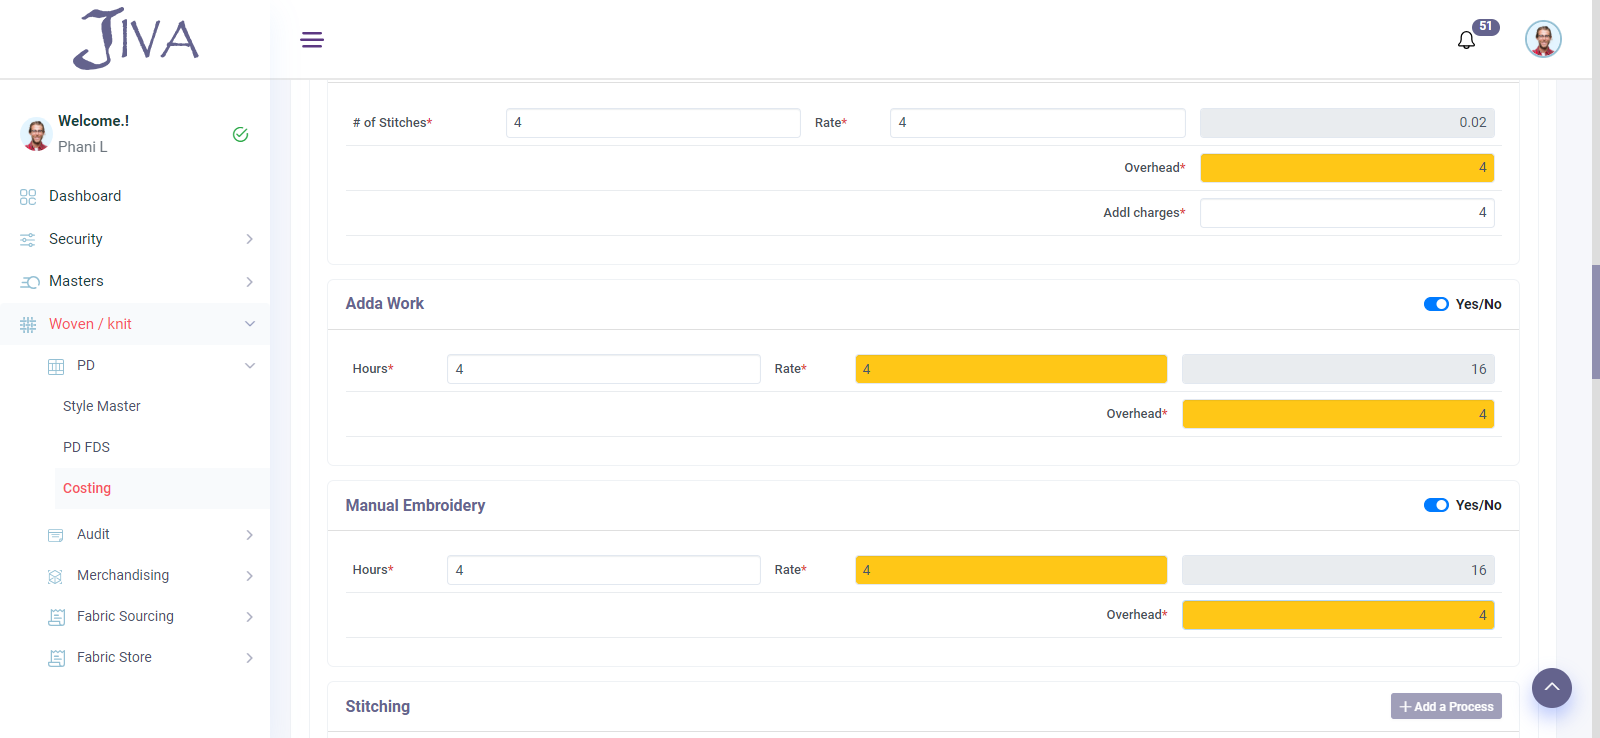 JIVA
51
Welcome.!
Phani L
Dashboard
Security
Masters
Woven / knit
PD
Style Master
PD FDS
Costing
Audit
Merchandising
Fabric Sourcing
Fabric Store
# of Stitches* 4 Rate* 4 0.02
Overhead* 4
Addl charges* 4
Adda Work Yes/No
Hours* 4 Rate* 4 16
Overhead* 4
Manual Embroidery Yes/No
Hours* 4 Rate* 4 16
Overhead* 4
Stitching + Add a Process